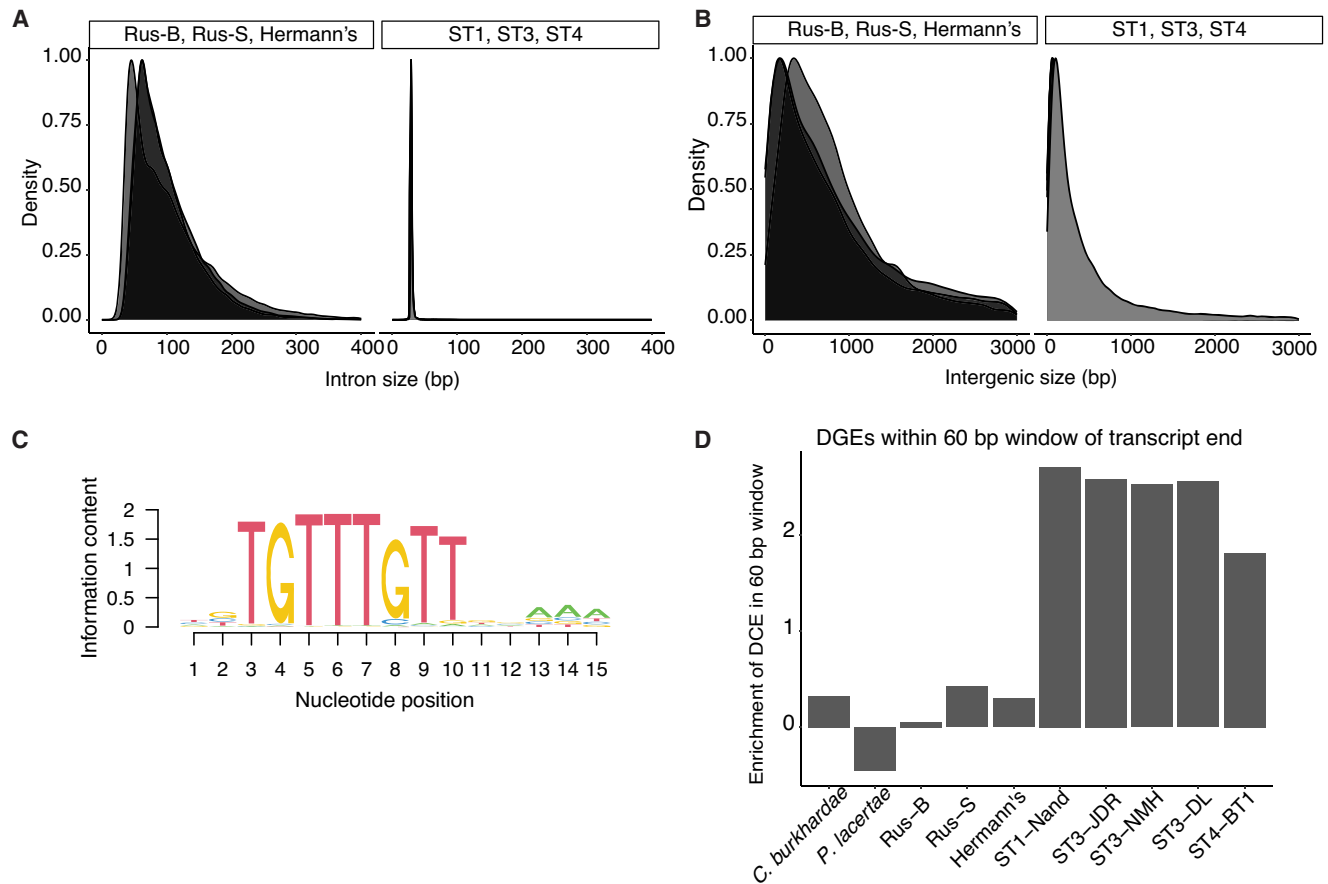 A
Rus-B, Rus-S, Hermann's
ST1, ST3, ST4
1.00
0.75
0.50
0.25
0.00
Density
0 100 200 300 400
0 100 200 300 400
Intron size (bp)
B
Rus-B, Rus-S, Hermann's
ST1, ST3, ST4
1.00
0.75
0.50
0.25
0.00
Density
0 1000 2000 3000
0 1000 2000 3000
Intergenic size (bp)
C
Information content
2
1.5
1
0.5
0
TGTTTGTT
AAA
1 2 3 4 5 6 7 8 9 10 11 12 13 14 15
Nucleotide position
D
DGEs within 60 bp window of transcript end
Enrichment of DCE in 60 bp window
2
1
0
C. burkhardae
P. lacertae
Rus–B
Rus–S
Hermann's
ST1–Nand
ST3–JDR
ST3–NMH
ST3–DL
ST4–BT1